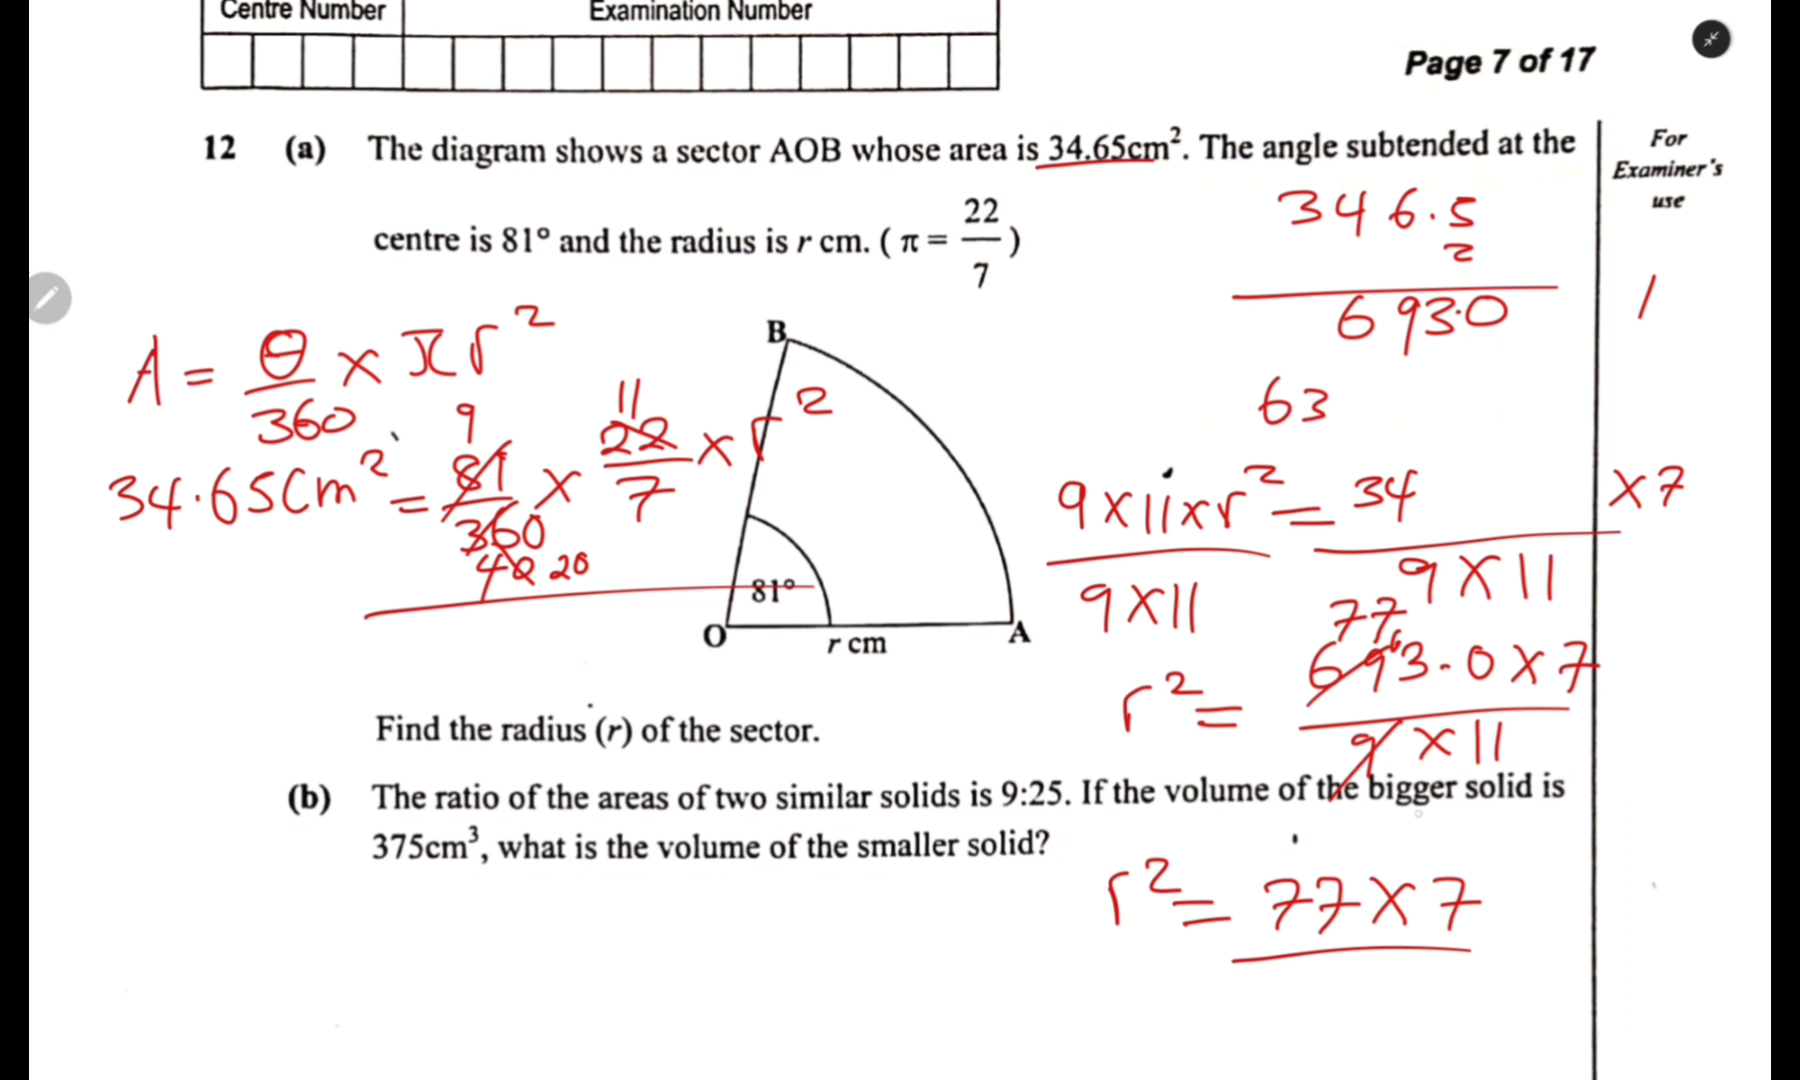 Centre Number Examination Number
Page 7 of 17
For
Examiner's
use
12 (a) The diagram shows a sector AOB whose area is 34.65cm². The angle subtended at the
centre is 81° and the radius is r cm. ( π = 22/7 )
346.5
2
693.0
1
63
A = θ/360 × πr²
B
34.65cm² = 81/360 × 22/7 × r²
9
11
40 20
81°
O
r cm
A
9×11×r²/9×11 = 34 ×7/9×11
77
r² = 693.0×7/9×11
Find the radius (r) of the sector.
(b) The ratio of the areas of two similar solids is 9:25. If the volume of the bigger solid is
375cm³, what is the volume of the smaller solid?
r² = 77×7